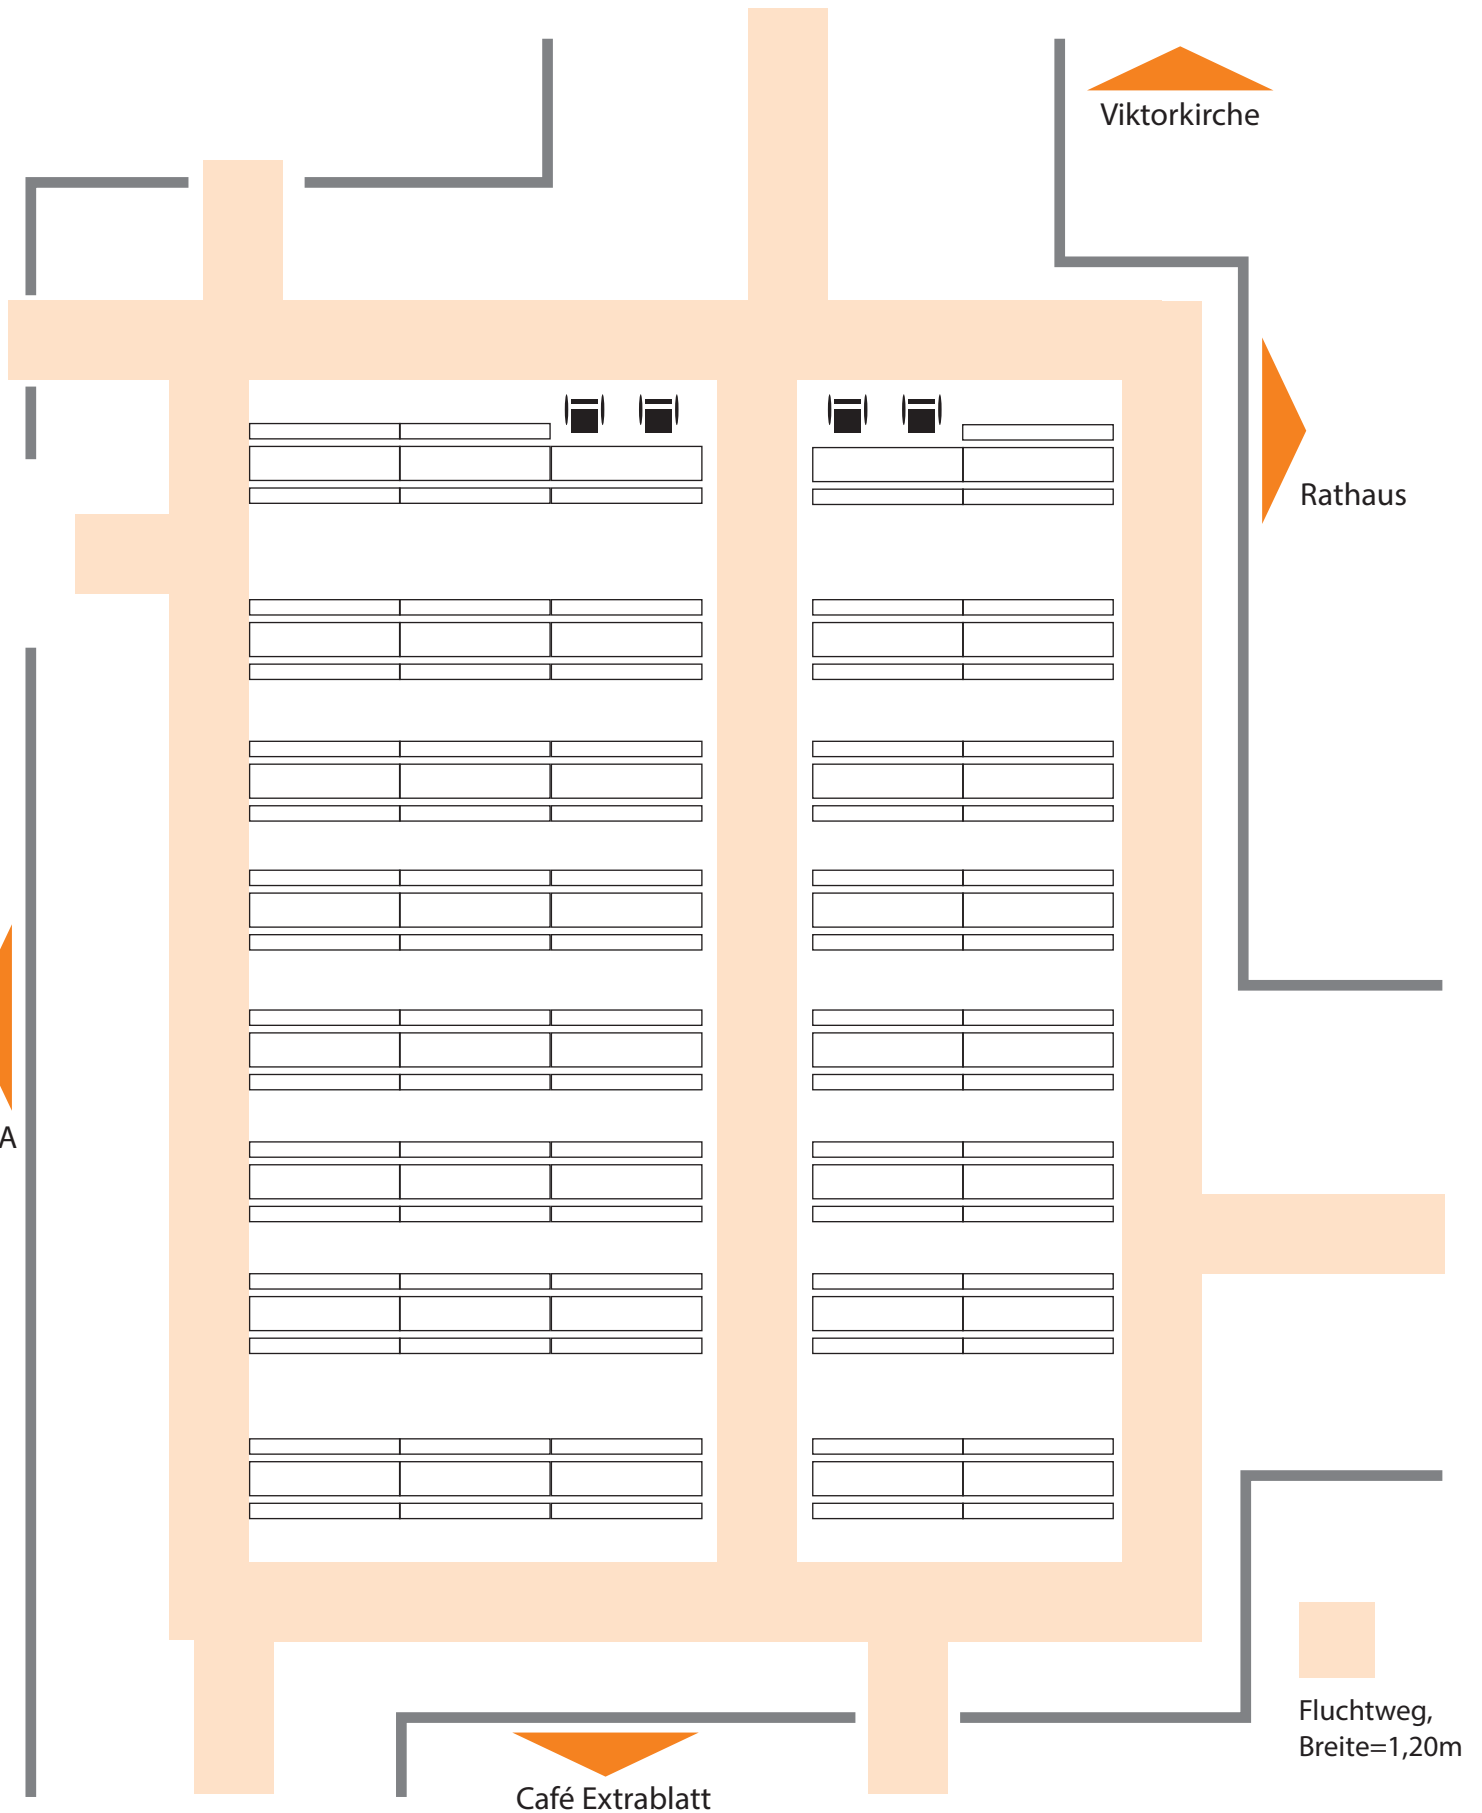 Viktorkirche
Rathaus
A
Fluchtweg,
Breite=1,20m
Café Extrablatt